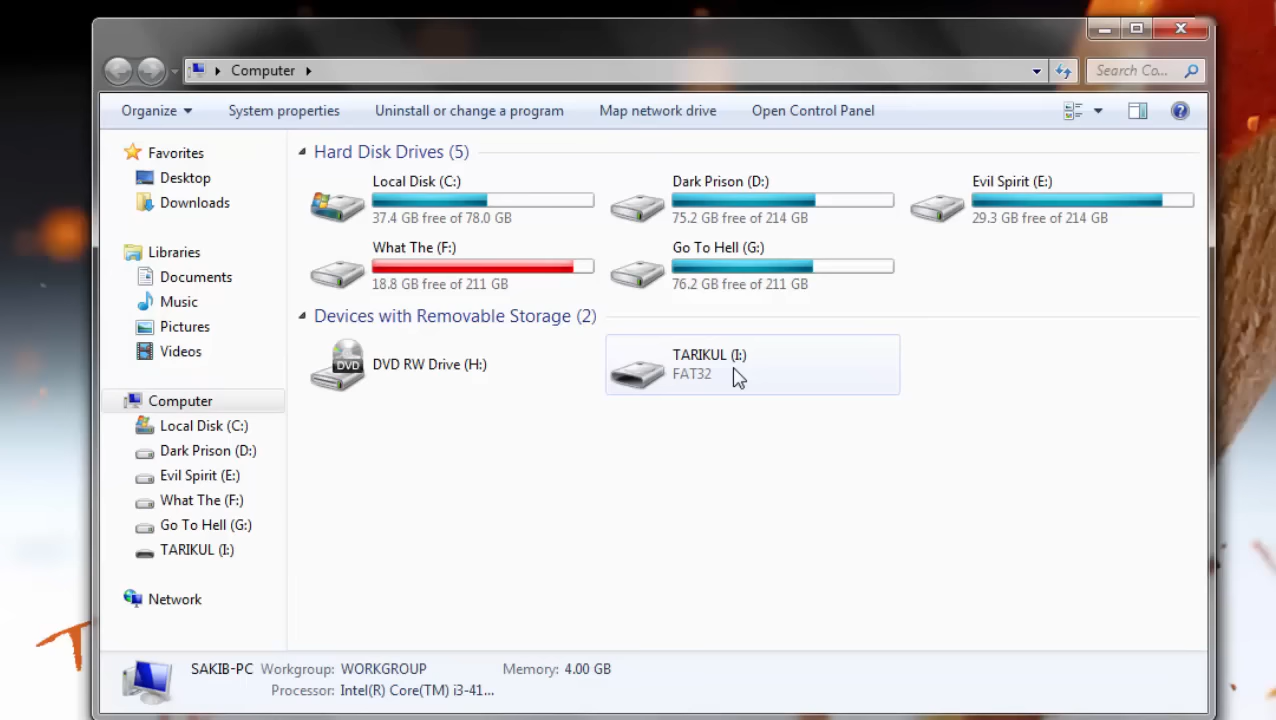 Computer
Search Co...
Organize
System properties
Uninstall or change a program
Map network drive
Open Control Panel
Favorites
Desktop
Downloads
Libraries
Documents
Music
Pictures
Videos
Computer
Local Disk (C:)
Dark Prison (D:)
Evil Spirit (E:)
What The (F:)
Go To Hell (G:)
TARIKUL (I:)
Network
Hard Disk Drives (5)
Local Disk (C:)
37.4 GB free of 78.0 GB
Dark Prison (D:)
75.2 GB free of 214 GB
Evil Spirit (E:)
29.3 GB free of 214 GB
What The (F:)
18.8 GB free of 211 GB
Go To Hell (G:)
76.2 GB free of 211 GB
Devices with Removable Storage (2)
DVD
DVD RW Drive (H:)
TARIKUL (I:)
FAT32
SAKIB-PC Workgroup: WORKGROUP Memory: 4.00 GB
Processor: Intel(R) Core(TM) i3-41...